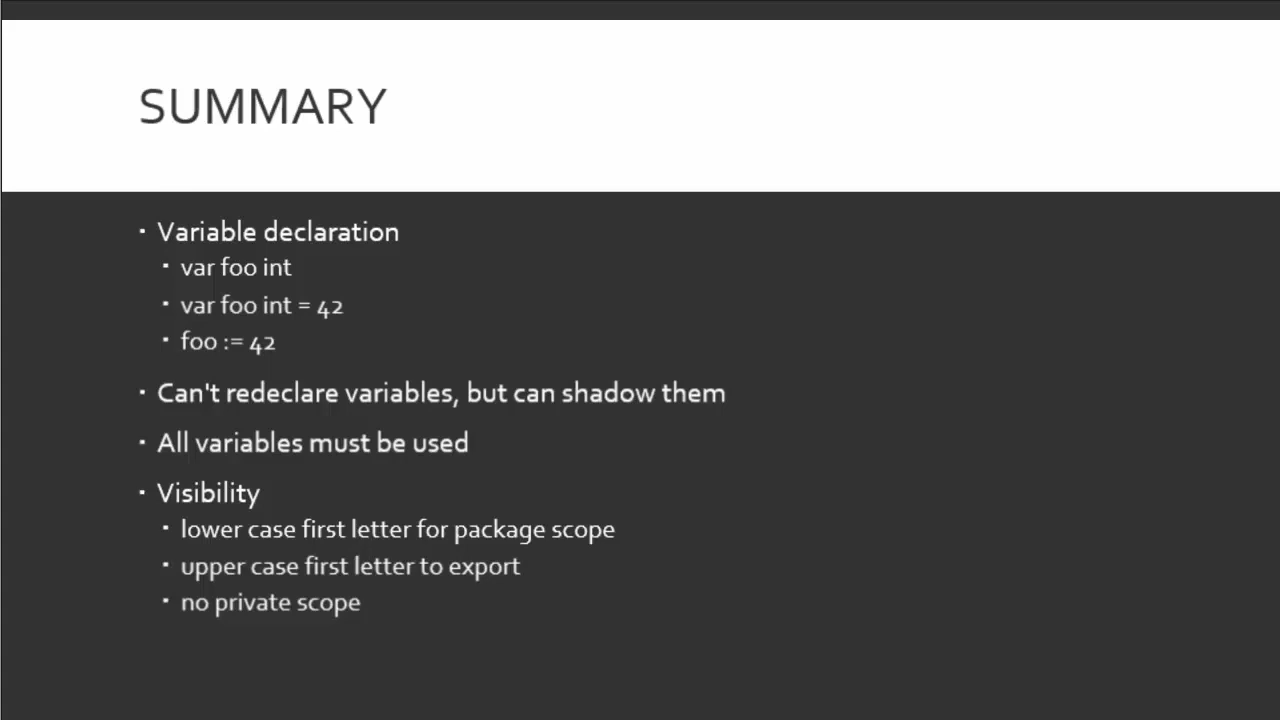 SUMMARY
▪ Variable declaration
▪ var foo int
▪ var foo int = 42
▪ foo := 42
▪ Can't redeclare variables, but can shadow them
▪ All variables must be used
▪ Visibility
▪ lower case first letter for package scope
▪ upper case first letter to export
▪ no private scope